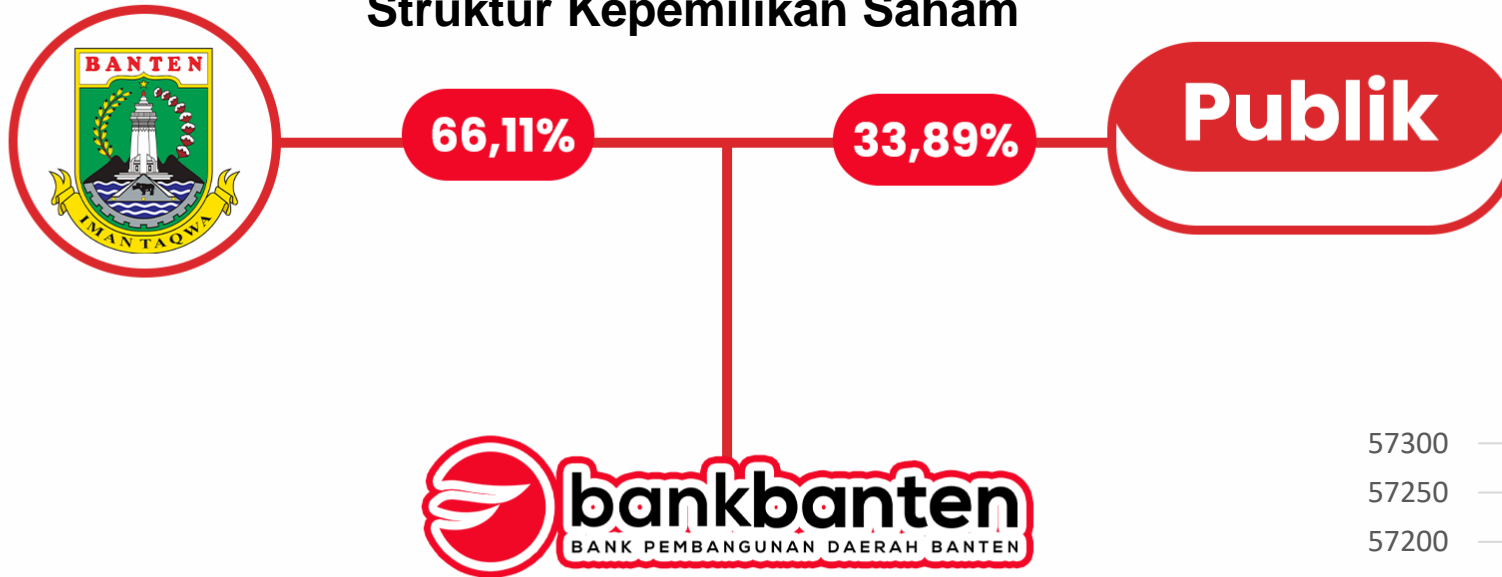 Struktur Kepemilikan Saham
BANTEN
IMAN TAQWA
66,11%
33,89%
Publik
bankbanten
BANK PEMBANGUNAN DAERAH BANTEN
57300
57250
57200